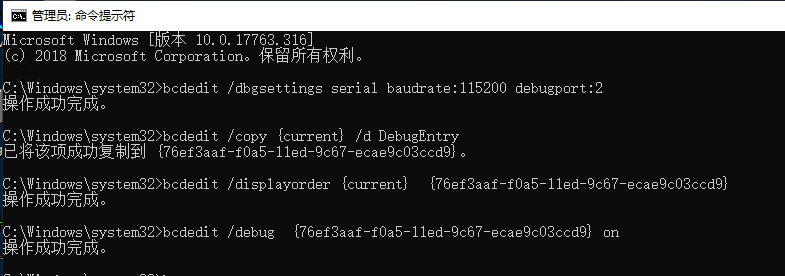 管理员: 命令提示符
Microsoft Windows [版本 10.0.17763.316]
(c) 2018 Microsoft Corporation。保留所有权利。
C:\Windows\system32>bcdedit /dbgsettings serial baudrate:115200 debugport:2
操作成功完成。
C:\Windows\system32>bcdedit /copy {current} /d DebugEntry
已将该项成功复制到 {76ef3aaf-f0a5-11ed-9c67-ecae9c03ccd9}。
C:\Windows\system32>bcdedit /displayorder {current}  {76ef3aaf-f0a5-11ed-9c67-ecae9c03ccd9}
操作成功完成。
C:\Windows\system32>bcdedit /debug  {76ef3aaf-f0a5-11ed-9c67-ecae9c03ccd9} on
操作成功完成。
C:\Windows\system32>